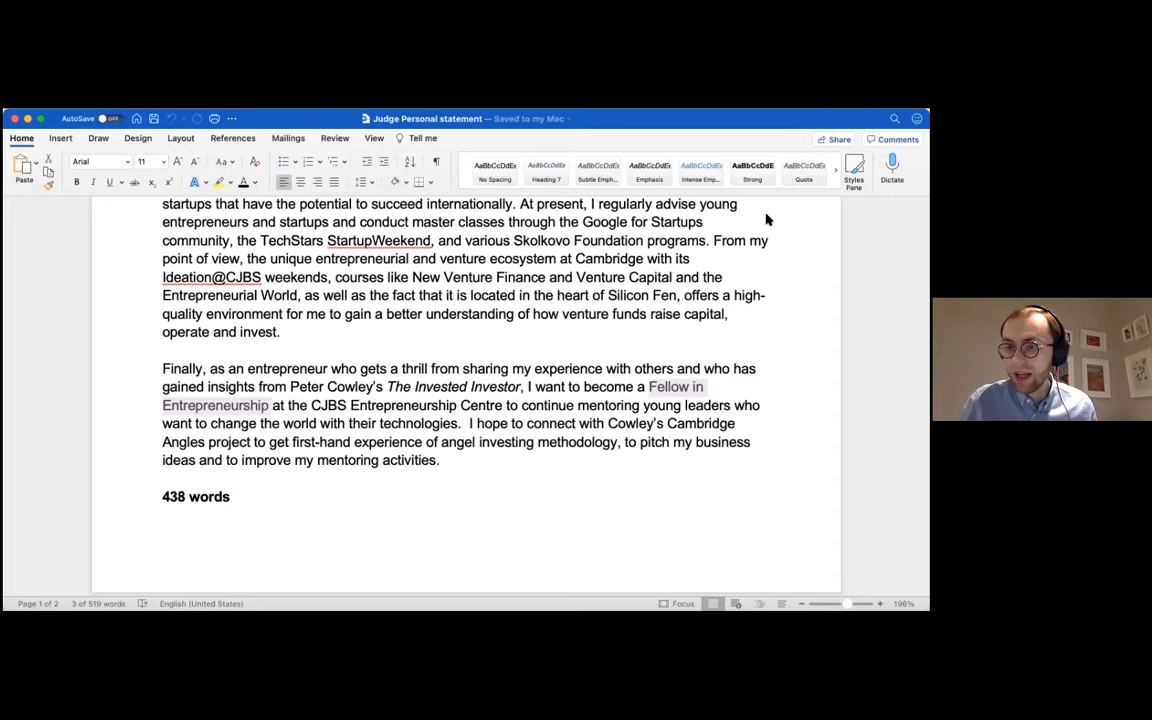 AutoSave OFF
Judge Personal statement — Saved to my Mac
Home Insert Draw Design Layout References Mailings Review View Tell me
Share Comments
Paste
Arial 11
AaBbCcDdEx AaBbCcDdEx AaBbCcDdEx AaBbCcDdEx AaBbCcDdEx AaBbCcDdE AaBbCcDdEx
No Spacing Heading 7 Subtle Emph... Emphasis Intense Emp... Strong Quote
Styles Pane
Dictate
startups that have the potential to succeed internationally. At present, I regularly advise young
entrepreneurs and startups and conduct master classes through the Google for Startups
community, the TechStars StartupWeekend, and various Skolkovo Foundation programs. From my
point of view, the unique entrepreneurial and venture ecosystem at Cambridge with its
Ideation@CJBS weekends, courses like New Venture Finance and Venture Capital and the
Entrepreneurial World, as well as the fact that it is located in the heart of Silicon Fen, offers a high-
quality environment for me to gain a better understanding of how venture funds raise capital,
operate and invest.
Finally, as an entrepreneur who gets a thrill from sharing my experience with others and who has
gained insights from Peter Cowley's The Invested Investor, I want to become a Fellow in
Entrepreneurship at the CJBS Entrepreneurship Centre to continue mentoring young leaders who
want to change the world with their technologies. I hope to connect with Cowley's Cambridge
Angles project to get first-hand experience of angel investing methodology, to pitch my business
ideas and to improve my mentoring activities.
438 words
Page 1 of 2 3 of 519 words English (United States) Focus 196%